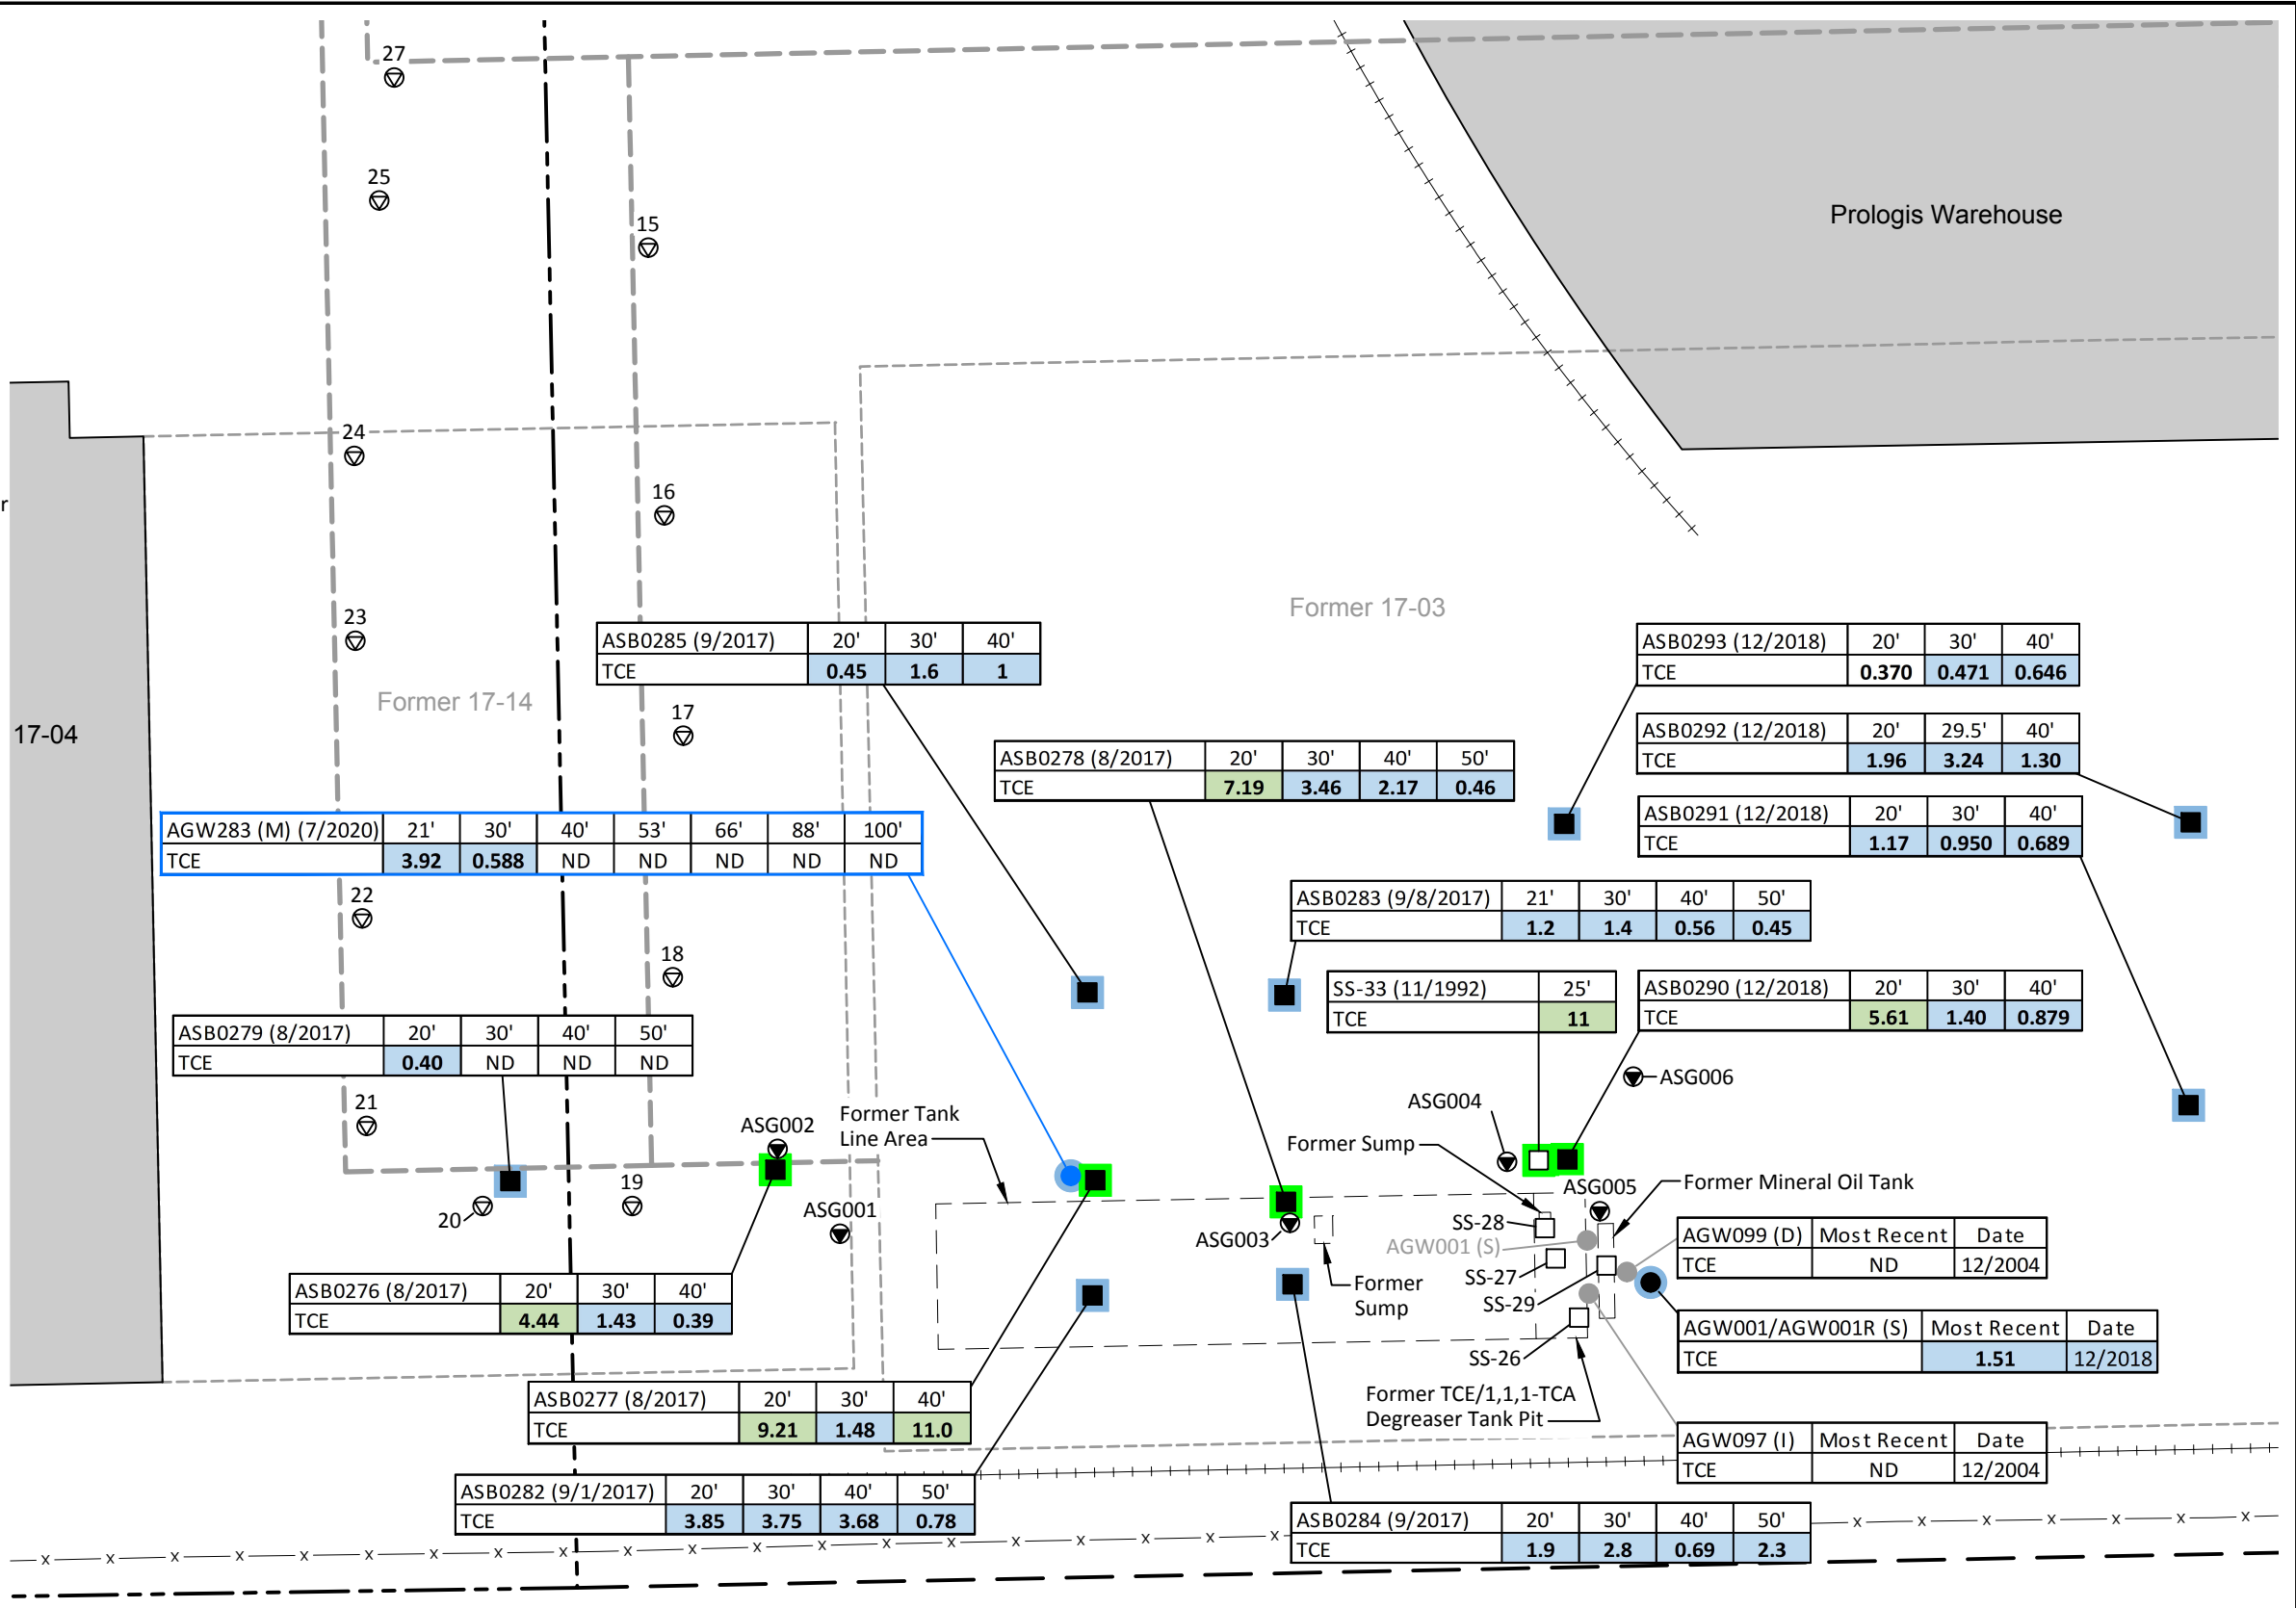 27
25
15
Prologis Warehouse
24
r
16
23
Former 17-03
ASB0285 (9/2017) 20' 30' 40'
TCE 0.45 1.6 1
ASB0293 (12/2018) 20' 30' 40'
TCE 0.370 0.471 0.646
Former 17-14
17
17-04
ASB0292 (12/2018) 20' 29.5' 40'
TCE 1.96 3.24 1.30
ASB0278 (8/2017) 20' 30' 40' 50'
TCE 7.19 3.46 2.17 0.46
ASB0291 (12/2018) 20' 30' 40'
TCE 1.17 0.950 0.689
AGW283 (M) (7/2020) 21' 30' 40' 53' 66' 88' 100'
TCE 3.92 0.588 ND ND ND ND ND
22
ASB0283 (9/8/2017) 21' 30' 40' 50'
TCE 1.2 1.4 0.56 0.45
18
SS-33 (11/1992) 25'
TCE 11
ASB0290 (12/2018) 20' 30' 40'
TCE 5.61 1.40 0.879
ASB0279 (8/2017) 20' 30' 40' 50'
TCE 0.40 ND ND ND
ASG006
21
ASG004
Former Tank
Line Area
ASG002
Former Sump
19
20
ASG001
ASG003
ASG005
Former Mineral Oil Tank
SS-28
AGW001 (S)
SS-27
SS-29
Former
Sump
AGW099 (D) Most Recent Date
TCE ND 12/2004
ASB0276 (8/2017) 20' 30' 40'
TCE 4.44 1.43 0.39
AGW001/AGW001R (S) Most Recent Date
TCE 1.51 12/2018
SS-26
Former TCE/1,1,1-TCA
Degreaser Tank Pit
ASB0277 (8/2017) 20' 30' 40'
TCE 9.21 1.48 11.0
AGW097 (I) Most Recent Date
TCE ND 12/2004
ASB0282 (9/1/2017) 20' 30' 40' 50'
TCE 3.85 3.75 3.68 0.78
ASB0284 (9/2017) 20' 30' 40' 50'
TCE 1.9 2.8 0.69 2.3